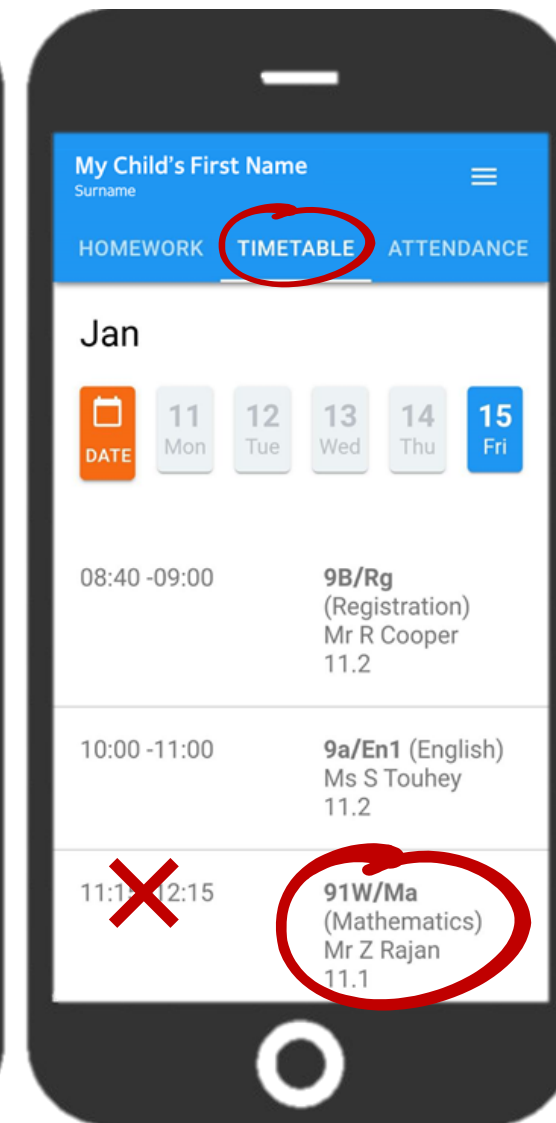 My Child's First Name
Surname
HOMEWORK TIMETABLE ATTENDANCE
Jan
DATE
11 Mon
12 Tue
13 Wed
14 Thu
15 Fri
08:40 -09:00
9B/Rg
(Registration)
Mr R Cooper
11.2
10:00 -11:00
9a/En1 (English)
Ms S Touhey
11.2
12:15
91W/Ma
(Mathematics)
Mr Z Rajan
11.1